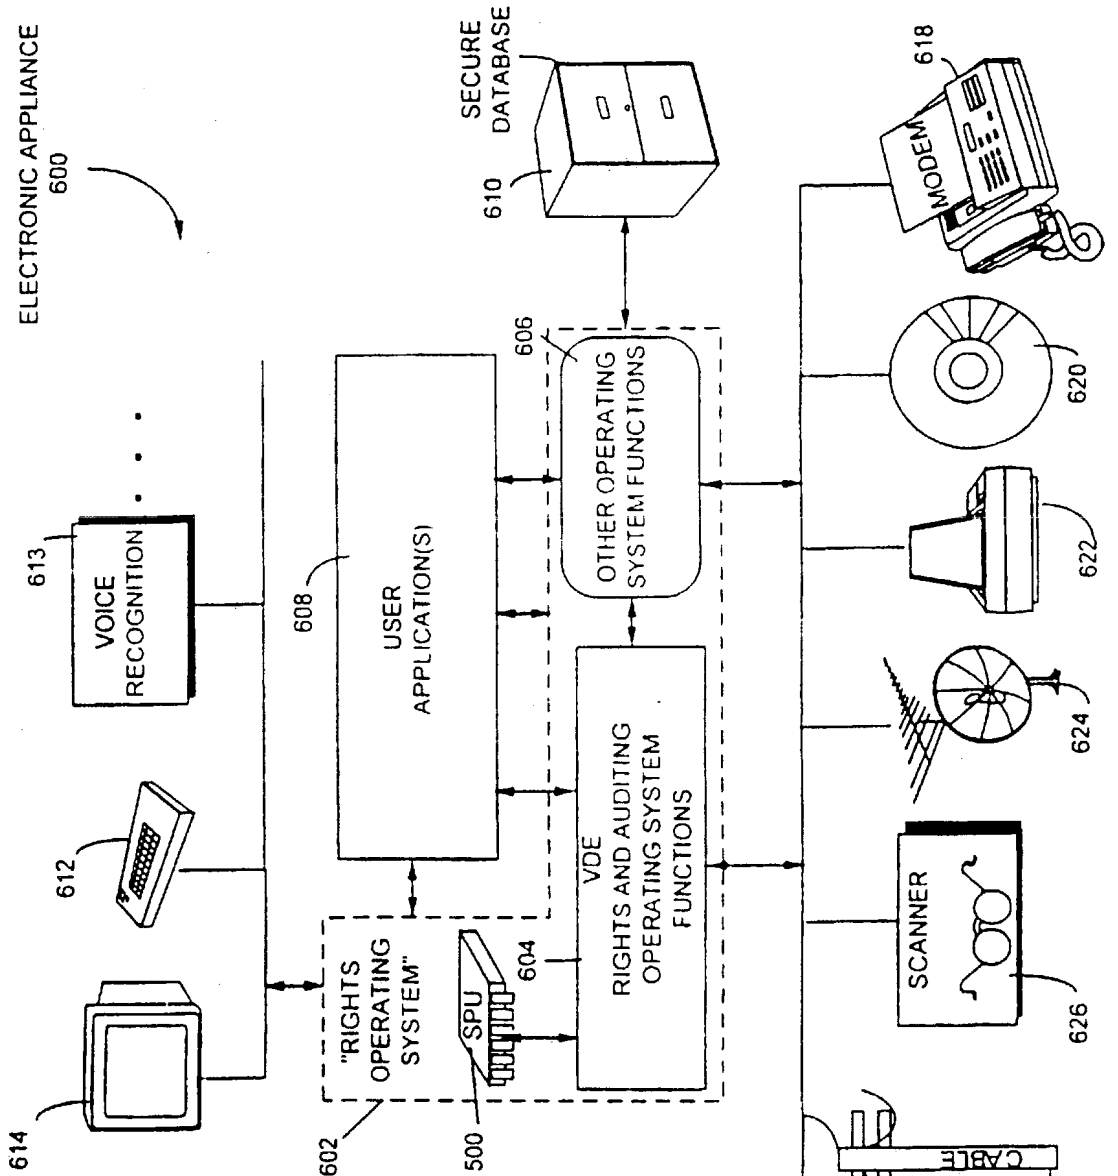 ELECTRONIC APPLIANCE
600
614
612
613
VOICE
RECOGNITION
. . .
602
"RIGHTS
OPERATING
SYSTEM"
608
USER
APPLICATION(S)
610
SECURE
DATABASE
500
SPU
604
VDE
RIGHTS AND AUDITING
OPERATING SYSTEM
FUNCTIONS
606
OTHER OPERATING
SYSTEM FUNCTIONS
CABLE
SCANNER
626
624
622
620
MODEM
618